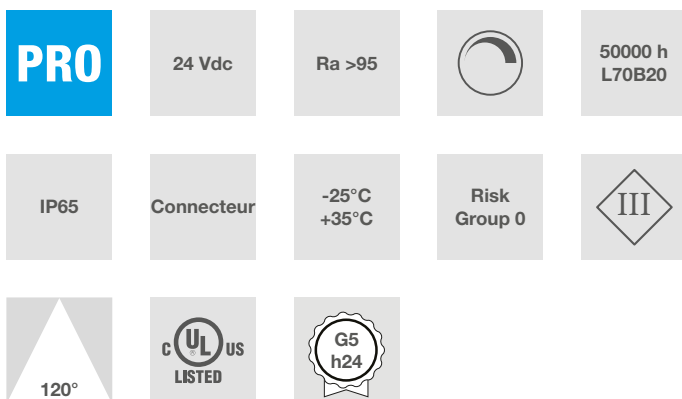 PRO
24 Vdc
Ra >95
50000 h
L70B20
IP65
Connecteur
-25°C
+35°C
Risk
Group 0
III
120°
C UL US
®
LISTED
G5
h24